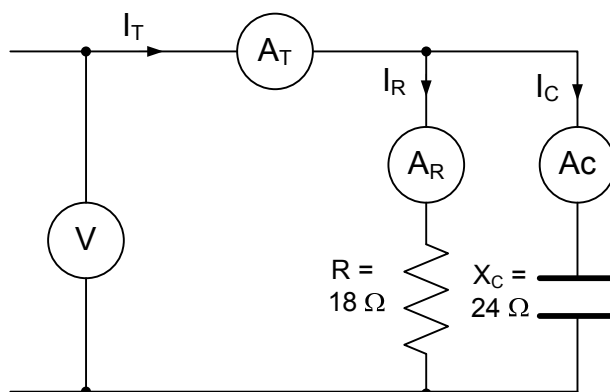 I_T
A_T
I_R
I_C
A_R
Ac
V
R =
18 Ω
X_C =
24 Ω